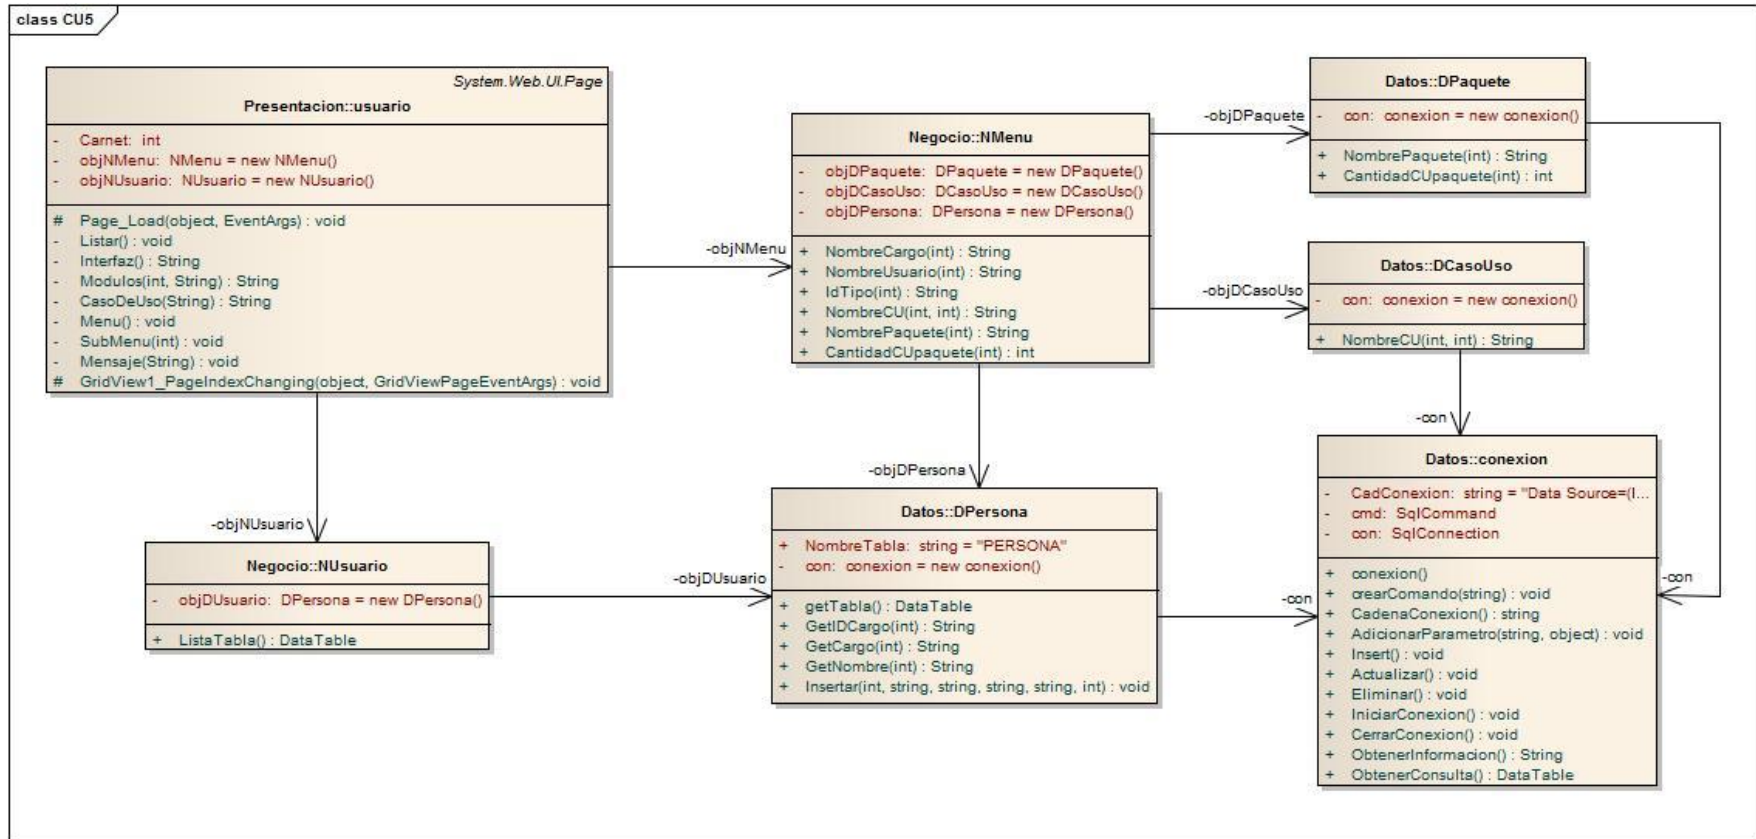 class CU5
System.Web.UI.Page
Presentacion::usuario
- Carnet: int
- objNMenu: NMenu = new NMenu()
- objNUsuario: NUsuario = new NUsuario()
# Page_Load(object, EventArgs) : void
- Listar() : void
- Interfaz() : String
- Modulos(int, String) : String
- CasoDeUso(String) : String
- Menu() : void
- SubMenu(int) : void
- Mensaje(String) : void
# GridView1_PageIndexChanging(object, GridViewPageEventArgs) : void
-objNMenu
Negocio::NMenu
- objDPaquete: DPaquete = new DPaquete()
- objDCasoUso: DCasoUso = new DCasoUso()
- objDPersona: DPersona = new DPersona()
+ NombreCargo(int) : String
+ NombreUsuario(int) : String
+ IdTipo(int) : String
+ NombreCU(int, int) : String
+ NombrePaquete(int) : String
+ CantidadCUpaquete(int) : int
-objDPaquete
Datos::DPaquete
- con: conexion = new conexion()
+ NombrePaquete(int) : String
+ CantidadCUpaquete(int) : int
-objDCasoUso
Datos::DCasoUso
- con: conexion = new conexion()
+ NombreCU(int, int) : String
-con
-objNUsuario
Negocio::NUsuario
- objDUsuario: DPersona = new DPersona()
+ ListaTabla() : DataTable
-objDUsuario
-objDPersona
Datos::DPersona
+ NombreTabla: string = "PERSONA"
- con: conexion = new conexion()
+ getTabla() : DataTable
+ GetIDCargo(int) : String
+ GetCargo(int) : String
+ GetNombre(int) : String
+ Insertar(int, string, string, string, string, int) : void
-con
Datos::conexion
- CadConexion: string = "Data Source=(l...
- cmd: SqlCommand
- con: SqlConnection
+ conexion()
+ crearComando(string) : void
+ CadenaConexion() : string
+ AdicionarParametro(string, object) : void
+ Insert() : void
+ Actualizar() : void
+ Eliminar() : void
+ IniciarConexion() : void
+ CerrarConexion() : void
+ ObtenerInformacion() : String
+ ObtenerConsulta() : DataTable
-con